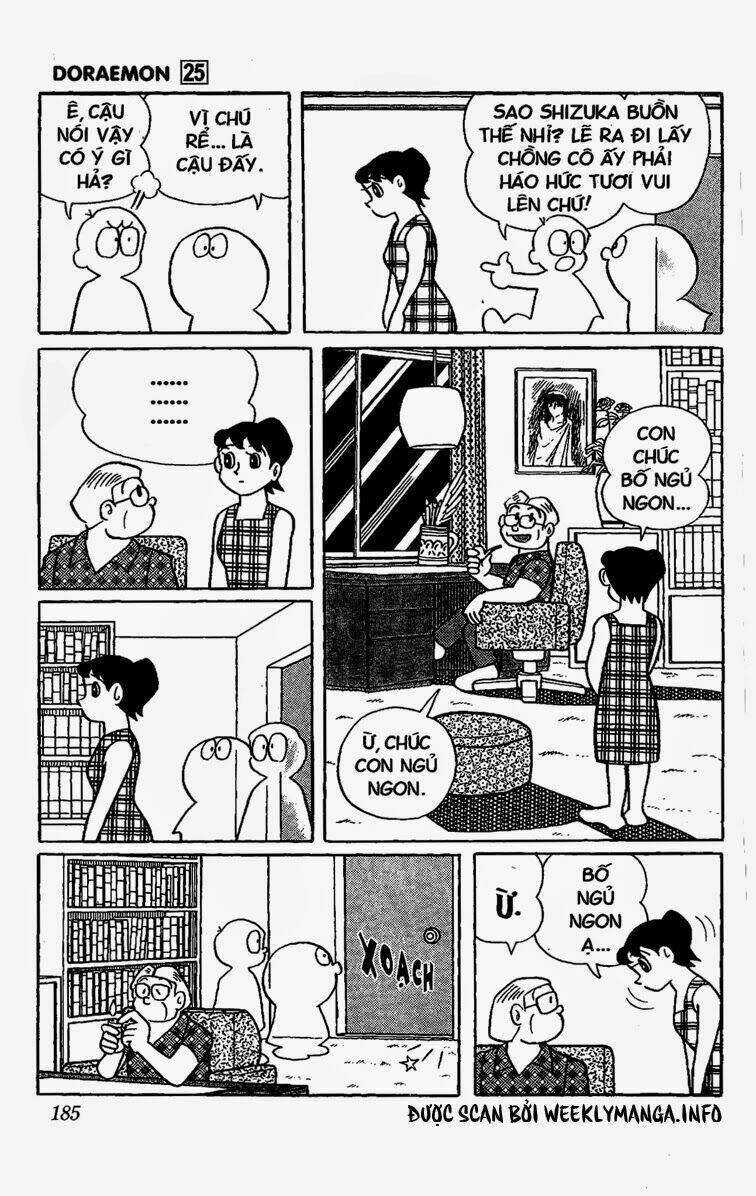 DORAEMON 25
SAO SHIZUKA BUỒN
THẾ NHỈ? LẼ RA ĐI LẤY
CHỒNG CÔ ẤY PHẢI
HÁO HỨC TƯƠI VUI
LÊN CHỨ!
VÌ CHÚ
RỂ... LÀ
CẬU ĐẤY.
Ê, CẬU
NÓI VẬY
CÓ Ý GÌ
HẢ?
CON
CHÚC
BỐ NGỦ
NGON...
Ừ, CHÚC
CON NGỦ
NGON.
......
......
......
BỐ
NGỦ
NGON
Ạ...
Ừ.
XOẠCH
185
ĐƯỢC SCAN BỞI WEEKLYMANGA.INFO